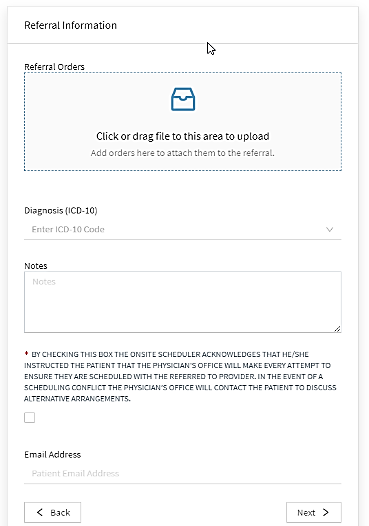 Referral Information
Referral Orders
Click or drag file to this area to upload
Add orders here to attach them to the referral.
Diagnosis (ICD-10)
Enter ICD-10 Code
Notes
Notes
* BY CHECKING THIS BOX THE ONSITE SCHEDULER ACKNOWLEDGES THAT HE/SHE
INSTRUCTED THE PATIENT THAT THE PHYSICIAN'S OFFICE WILL MAKE EVERY ATTEMPT TO
ENSURE THEY ARE SCHEDULED WITH THE REFERRED TO PROVIDER. IN THE EVENT OF A
SCHEDULING CONFLICT THE PHYSICIAN'S OFFICE WILL CONTACT THE PATIENT TO DISCUSS
ALTERNATIVE ARRANGEMENTS.
Email Address
Patient Email Address
Back
Next